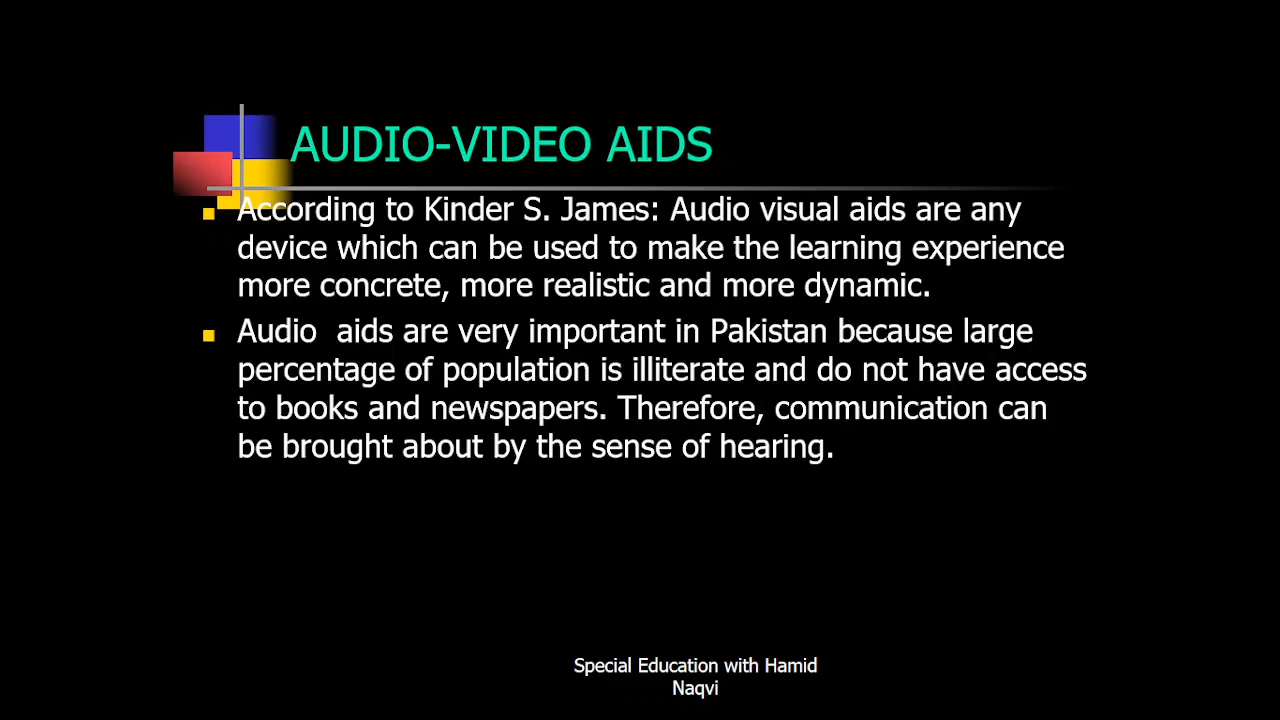 AUDIO-VIDEO AIDS
According to Kinder S. James: Audio visual aids are any
device which can be used to make the learning experience
more concrete, more realistic and more dynamic.
Audio  aids are very important in Pakistan because large
percentage of population is illiterate and do not have access
to books and newspapers. Therefore, communication can
be brought about by the sense of hearing.
Special Education with Hamid
Naqvi